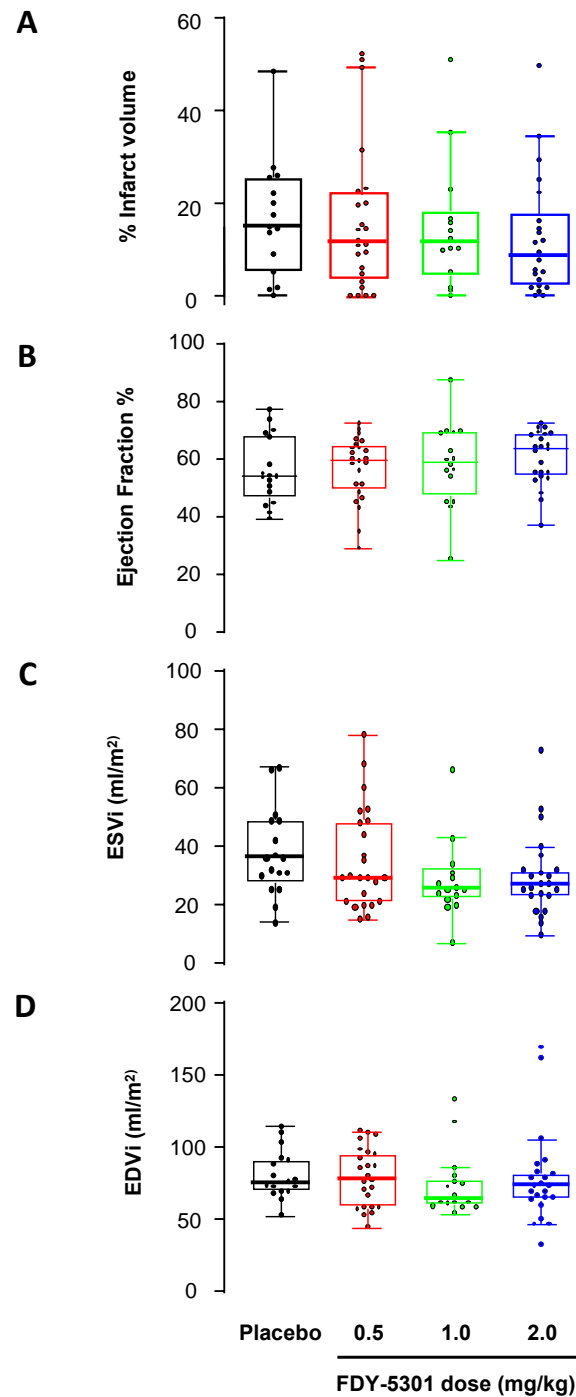 A
% Infarct volume
60
40
20
0
B
Ejection Fraction %
100
80
60
40
20
0
C
ESVi (ml/m²)
100
80
60
40
20
0
D
EDVi (ml/m²)
200
150
100
50
0
Placebo 0.5 1.0 2.0
FDY-5301 dose (mg/kg)